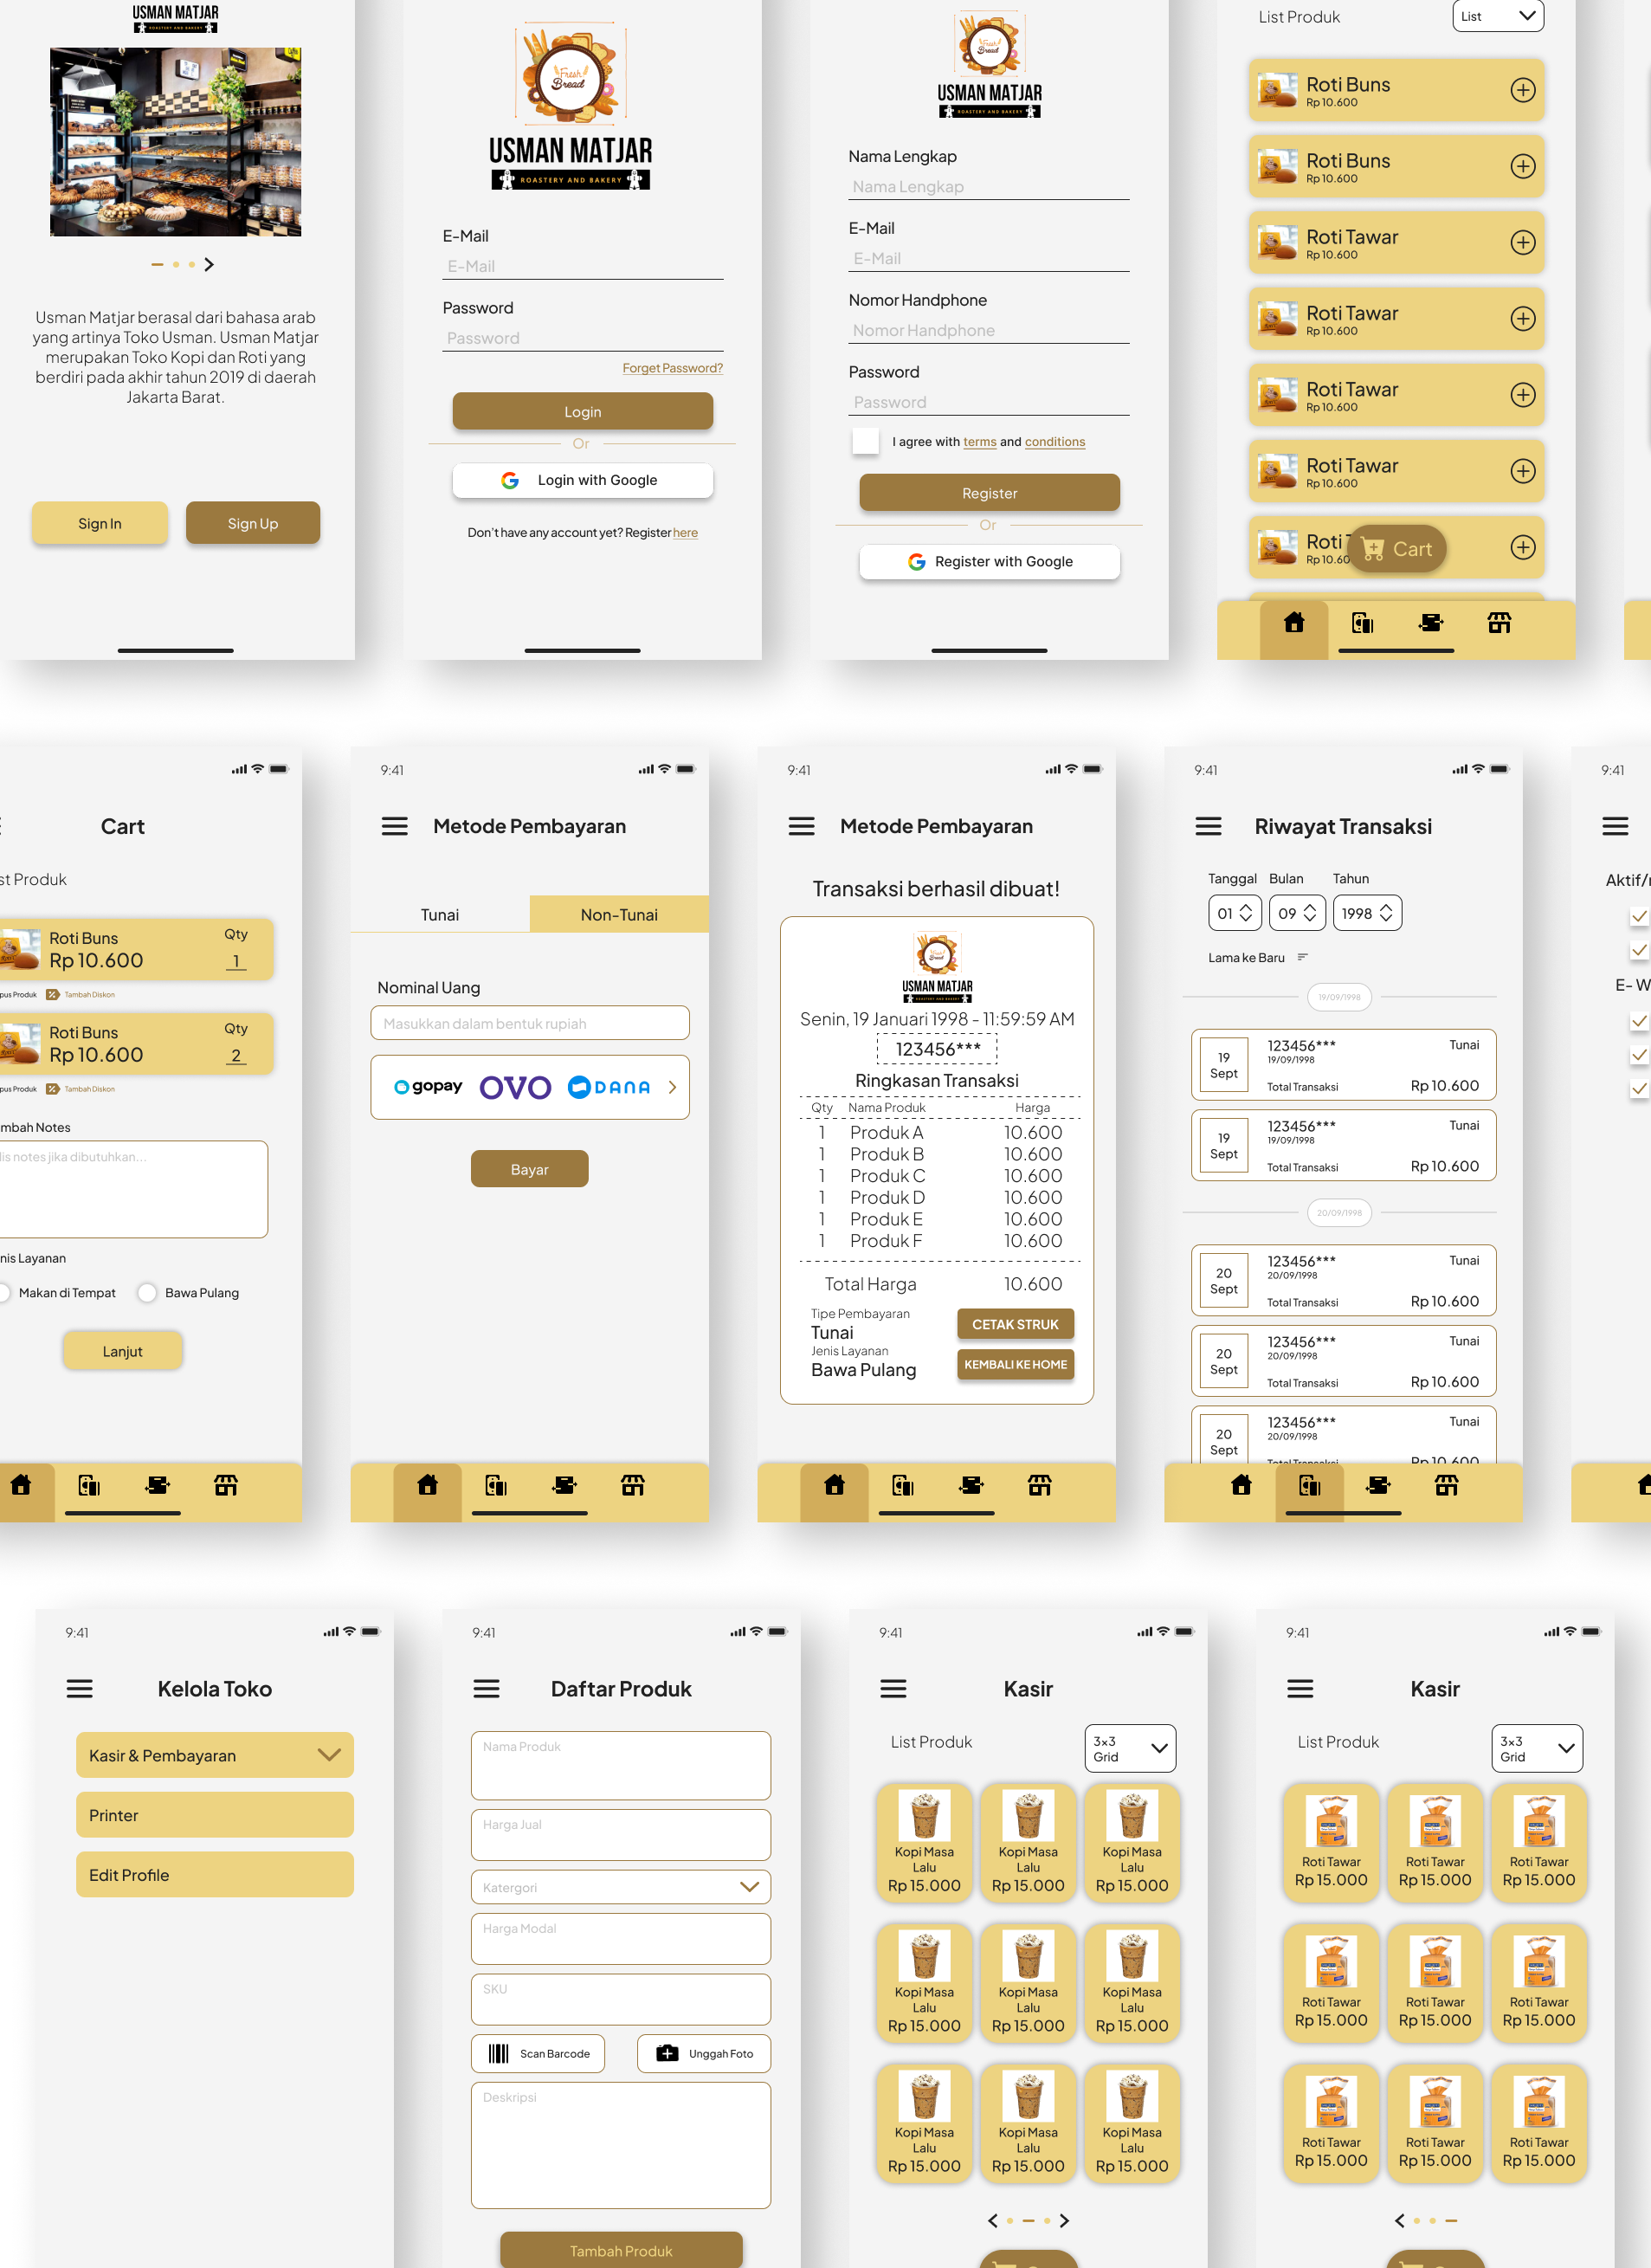 USMAN MATJAR
ROASTERY AND BAKERY
Usman Matjar berasal dari bahasa arab
yang artinya Toko Usman. Usman Matjar
merupakan Toko Kopi dan Roti yang
berdiri pada akhir tahun 2019 di daerah
Jakarta Barat.
Sign In
Sign Up
Fresh
Bread
USMAN MATJAR
ROASTERY AND BAKERY
E-Mail
E-Mail
Password
Password
Forget Password?
Login
Or
Login with Google
Don't have any account yet? Register here
Fresh
Bread
USMAN MATJAR
ROASTERY AND BAKERY
Nama Lengkap
Nama Lengkap
E-Mail
E-Mail
Nomor Handphone
Nomor Handphone
Password
Password
I agree with terms and conditions
Register
Or
Register with Google
List Produk
List
Roti Buns
Rp 10.600
Roti Buns
Rp 10.600
Roti Tawar
Rp 10.600
Roti Tawar
Rp 10.600
Roti Tawar
Rp 10.600
Roti Tawar
Rp 10.600
Roti
Rp 10.60
Cart
Cart
st Produk
Roti Buns
Rp 10.600
Qty
1
pus Produk
Tambah Diskon
Roti Buns
Rp 10.600
Qty
2
pus Produk
Tambah Diskon
mbah Notes
lis notes jika dibutuhkan...
nis Layanan
Makan di Tempat
Bawa Pulang
Lanjut
9:41
Metode Pembayaran
Tunai
Non-Tunai
Nominal Uang
Masukkan dalam bentuk rupiah
gopay
OVO
DANA
Bayar
9:41
Metode Pembayaran
Transaksi berhasil dibuat!
Fresh
Bread
USMAN MATJAR
ROASTERY AND BAKERY
Senin, 19 Januari 1998 - 11:59:59 AM
123456***
Ringkasan Transaksi
Qty Nama Produk Harga
1 Produk A 10.600
1 Produk B 10.600
1 Produk C 10.600
1 Produk D 10.600
1 Produk E 10.600
1 Produk F 10.600
Total Harga 10.600
Tipe Pembayaran
Tunai
Jenis Layanan
Bawa Pulang
CETAK STRUK
KEMBALI KE HOME
9:41
Riwayat Transaksi
Tanggal Bulan Tahun
01 09 1998
Lama ke Baru
19/09/1998
19
Sept
123456***
19/09/1998
Tunai
Total Transaksi
Rp 10.600
19
Sept
123456***
19/09/1998
Tunai
Total Transaksi
Rp 10.600
20/09/1998
20
Sept
123456***
20/09/1998
Tunai
Total Transaksi
Rp 10.600
20
Sept
123456***
20/09/1998
Tunai
Total Transaksi
Rp 10.600
20
Sept
123456***
20/09/1998
Tunai
Total Transaksi
Rp 10.600
9:41
Aktif/
E- W
9:41
Kelola Toko
Kasir & Pembayaran
Printer
Edit Profile
9:41
Daftar Produk
Nama Produk
Harga Jual
Katergori
Harga Modal
SKU
Scan Barcode
Unggah Foto
Deskripsi
Tambah Produk
9:41
Kasir
List Produk
3x3
Grid
Kopi Masa Kopi Masa Kopi Masa
Lalu Lalu Lalu
Rp 15.000 Rp 15.000 Rp 15.000
Kopi Masa Kopi Masa Kopi Masa
Lalu Lalu Lalu
Rp 15.000 Rp 15.000 Rp 15.000
Kopi Masa Kopi Masa Kopi Masa
Lalu Lalu Lalu
Rp 15.000 Rp 15.000 Rp 15.000
9:41
Kasir
List Produk
3x3
Grid
Roti Tawar Roti Tawar Roti Tawar
Rp 15.000 Rp 15.000 Rp 15.000
Roti Tawar Roti Tawar Roti Tawar
Rp 15.000 Rp 15.000 Rp 15.000
Roti Tawar Roti Tawar Roti Tawar
Rp 15.000 Rp 15.000 Rp 15.000